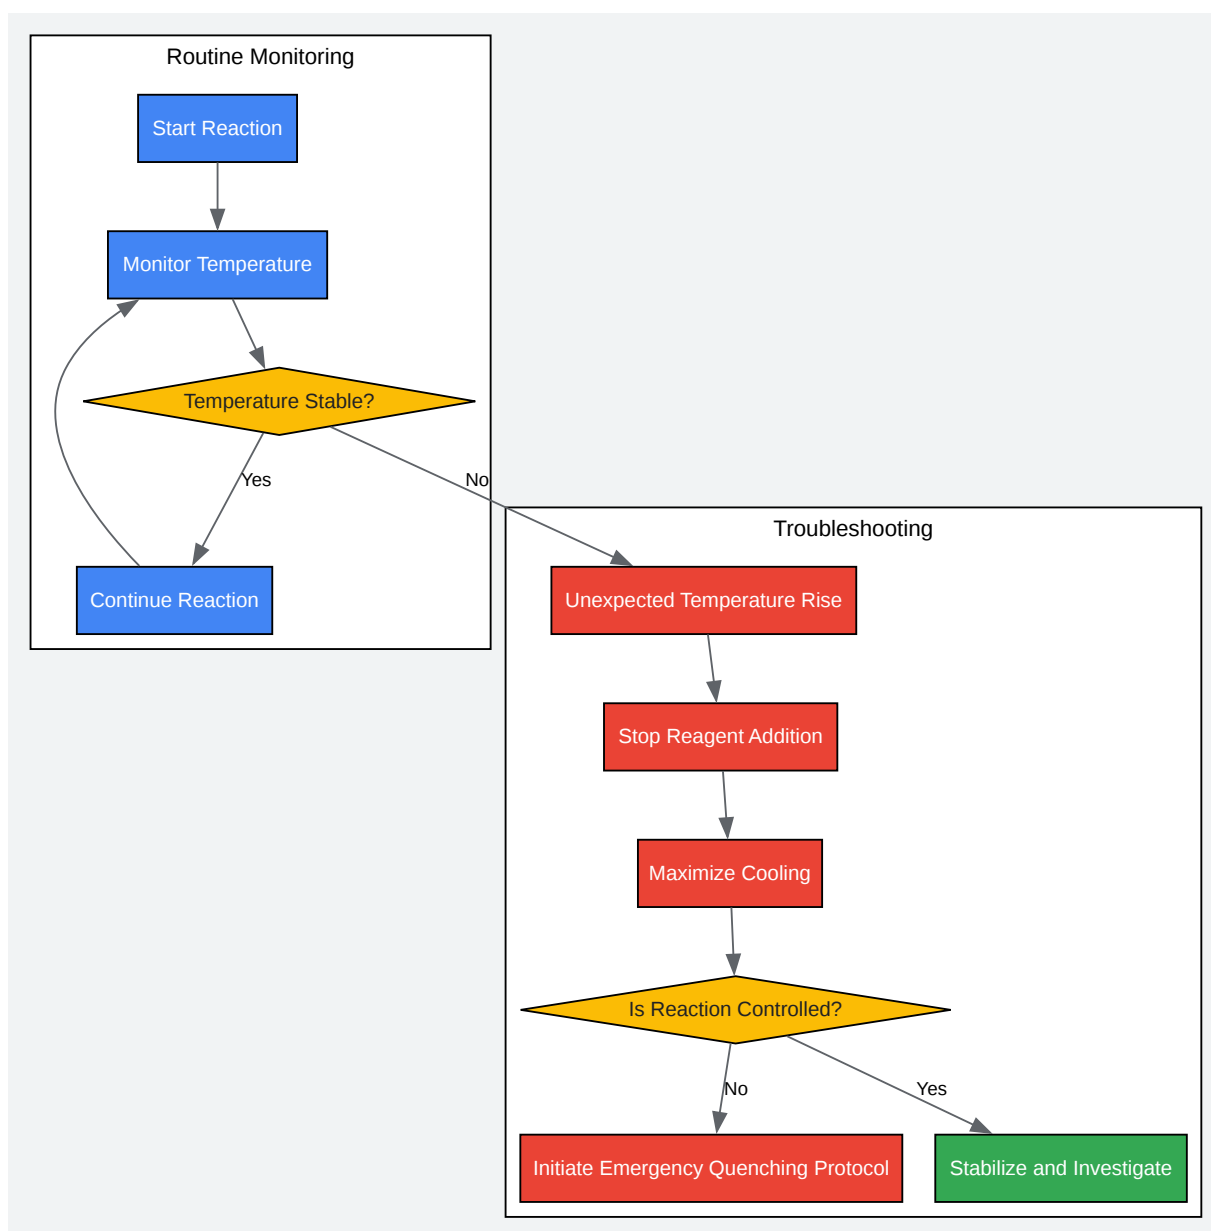 Routine Monitoring
Start Reaction
Monitor Temperature
Temperature Stable?
Yes
No
Continue Reaction
Troubleshooting
Unexpected Temperature Rise
Stop Reagent Addition
Maximize Cooling
Is Reaction Controlled?
No
Yes
Initiate Emergency Quenching Protocol
Stabilize and Investigate